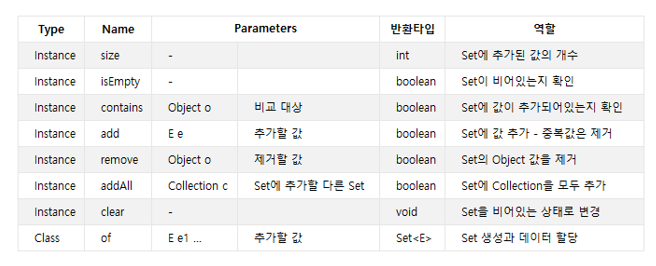 Type Name Parameters 반환타입 역할
Instance size - int Set에 추가된 값의 개수
Instance isEmpty - boolean Set이 비어있는지 확인
Instance contains Object o 비교 대상 boolean Set에 값이 추가되어있는지 확인
Instance add E e 추가할 값 boolean Set에 값 추가 - 중복값은 제거
Instance remove Object o 제거할 값 boolean Set의 Object 값을 제거
Instance addAll Collection c Set에 추가할 다른 Set boolean Set에 Collection을 모두 추가
Instance clear - void Set을 비어있는 상태로 변경
Class of E e1 ... 추가할 값 Set<E> Set 생성과 데이터 할당